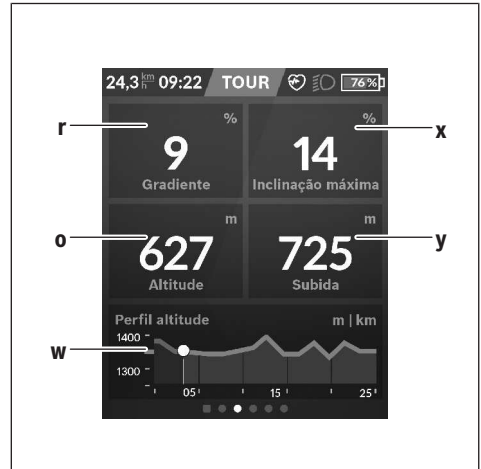 24,3 km/h 09:22 TOUR 76%
r % % x
9 14
Gradiente Inclinação máxima
o m m y
627 725
Altitude Subida
Perfil altitude m | km
1400
w
1300
05 15 25